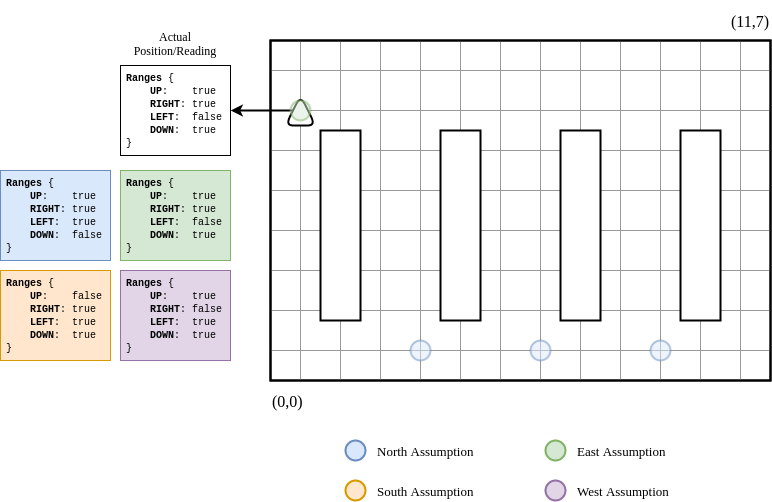 (11,7)
Actual
Position/Reading
Ranges {
UP: true
RIGHT: true
LEFT: false
DOWN: true
}
Ranges {
UP: true
RIGHT: true
LEFT: true
DOWN: false
}
Ranges {
UP: true
RIGHT: true
LEFT: false
DOWN: true
}
Ranges {
UP: false
RIGHT: true
LEFT: true
DOWN: true
}
Ranges {
UP: true
RIGHT: false
LEFT: true
DOWN: true
}
(0,0)
North Assumption
East Assumption
South Assumption
West Assumption